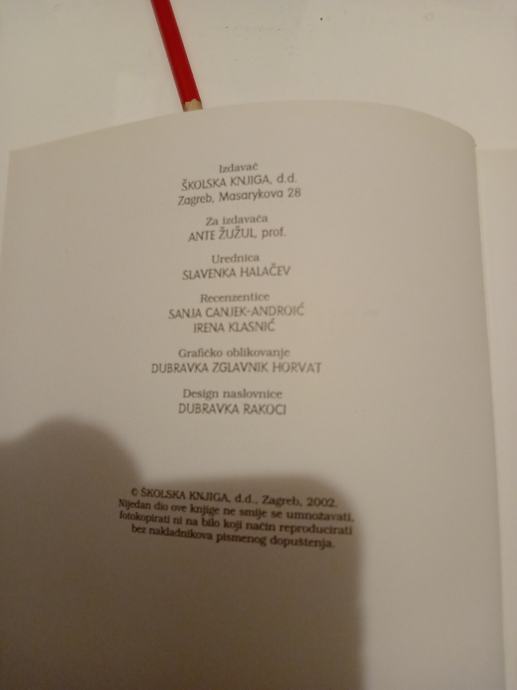 Izdavač
ŠKOLSKA KNJIGA, d.d.
Zagreb, Masarykova 28
Za izdavača
ANTE ŽUŽUL, prof.
Urednica
SLAVENKA HALAČEV
Recenzentice
SANJA CANJEK-ANDROIĆ
IRENA KLASNIĆ
Grafičko oblikovanje
DUBRAVKA ZGLAVNIK HORVAT
Design naslovnice
DUBRAVKA RAKOCI
© ŠKOLSKA KNJIGA, d.d., Zagreb, 2002.
Nijedan dio ove knjige ne smije se umnožavati,
fotokopirati ni na bilo koji način reproducirati
bez nakladnikova pismenog dopuštenja.